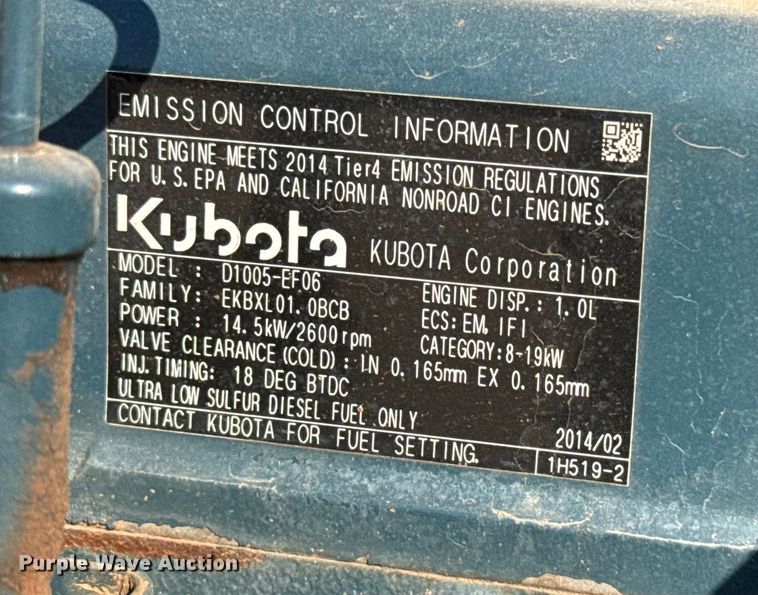 EMISSION CONTROL INFORMATION
THIS ENGINE MEETS 2014 Tier4 EMISSION REGULATIONS
FOR U.S.EPA AND CALIFORNIA NONROAD CI ENGINES.
Kubota KUBOTA Corporation
MODEL : D1005-EF06 ENGINE DISP.: 1.0L
FAMILY: EKBXL01.0BCB ECS:EM,IFI
POWER : 14.5kW/2600rpm CATEGORY:8-19kW
VALVE CLEARANCE(COLD): IN 0.165mm EX 0.165mm
INJ.TIMING: 18 DEG BTDC
ULTRA LOW SULFUR DIESEL FUEL ONLY 2014/02
CONTACT KUBOTA FOR FUEL SETTING. 1H519-2
Purple Wave Auction